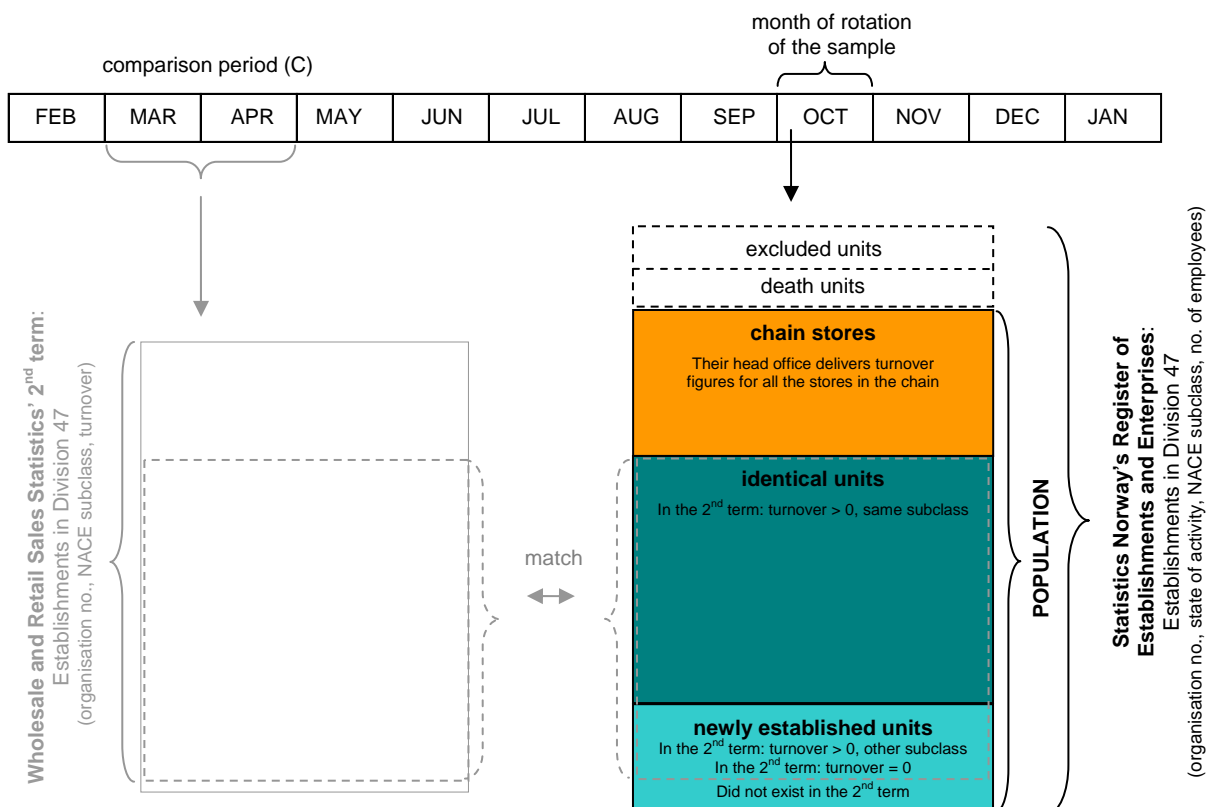 month of rotation
of the sample
comparison period (C)
FEB MAR APR MAY JUN JUL AUG SEP OCT NOV DEC JAN
Wholesale and Retail Sales Statistics' 2nd term:
Establishments in Division 47
(organisation no., NACE subclass, turnover)
match
excluded units
death units
chain stores
Their head office delivers turnover
figures for all the stores in the chain
identical units
In the 2nd term: turnover > 0, same subclass
newly established units
In the 2nd term: turnover > 0, other subclass
In the 2nd term: turnover = 0
Did not exist in the 2nd term
POPULATION
Statistics Norway's Register of
Establishments and Enterprises:
Establishments in Division 47
(organisation no., state of activity, NACE subclass, no. of employees)